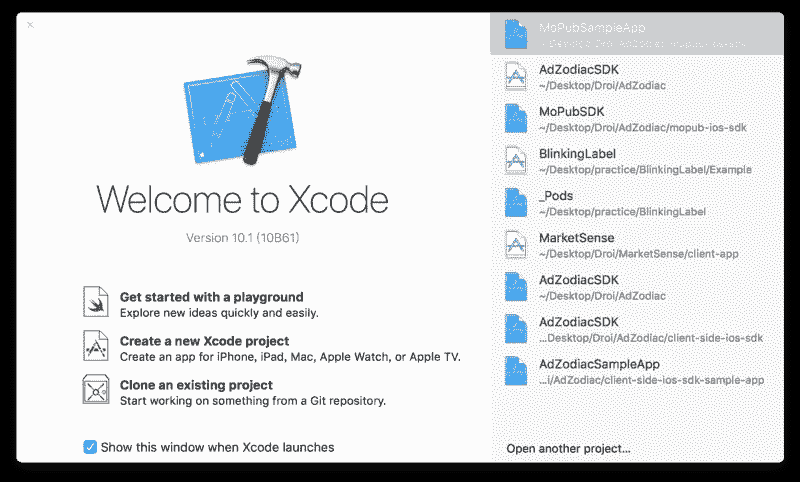 Welcome to Xcode
Version 10.1 (10B61)
Get started with a playground
Explore new ideas quickly and easily.
Create a new Xcode project
Create an app for iPhone, iPad, Mac, Apple Watch, or Apple TV.
Clone an existing project
Start working on something from a Git repository.
Show this window when Xcode launches
MoPubSampleApp
AdZodiacSDK
~/Desktop/Droi/AdZodiac
MoPubSDK
~/Desktop/Droi/AdZodiac/mopub-ios-sdk
BlinkingLabel
~/Desktop/practice/BlinkingLabel/Example
_Pods
~/Desktop/practice/BlinkingLabel
MarketSense
~/Desktop/Droi/MarketSense/client-app
AdZodiacSDK
~/Desktop/Droi/AdZodiac
AdZodiacSDK
...Desktop/Droi/AdZodiac/client-side-ios-sdk
AdZodiacSampleApp
...i/AdZodiac/client-side-ios-sdk-sample-app
Open another project...